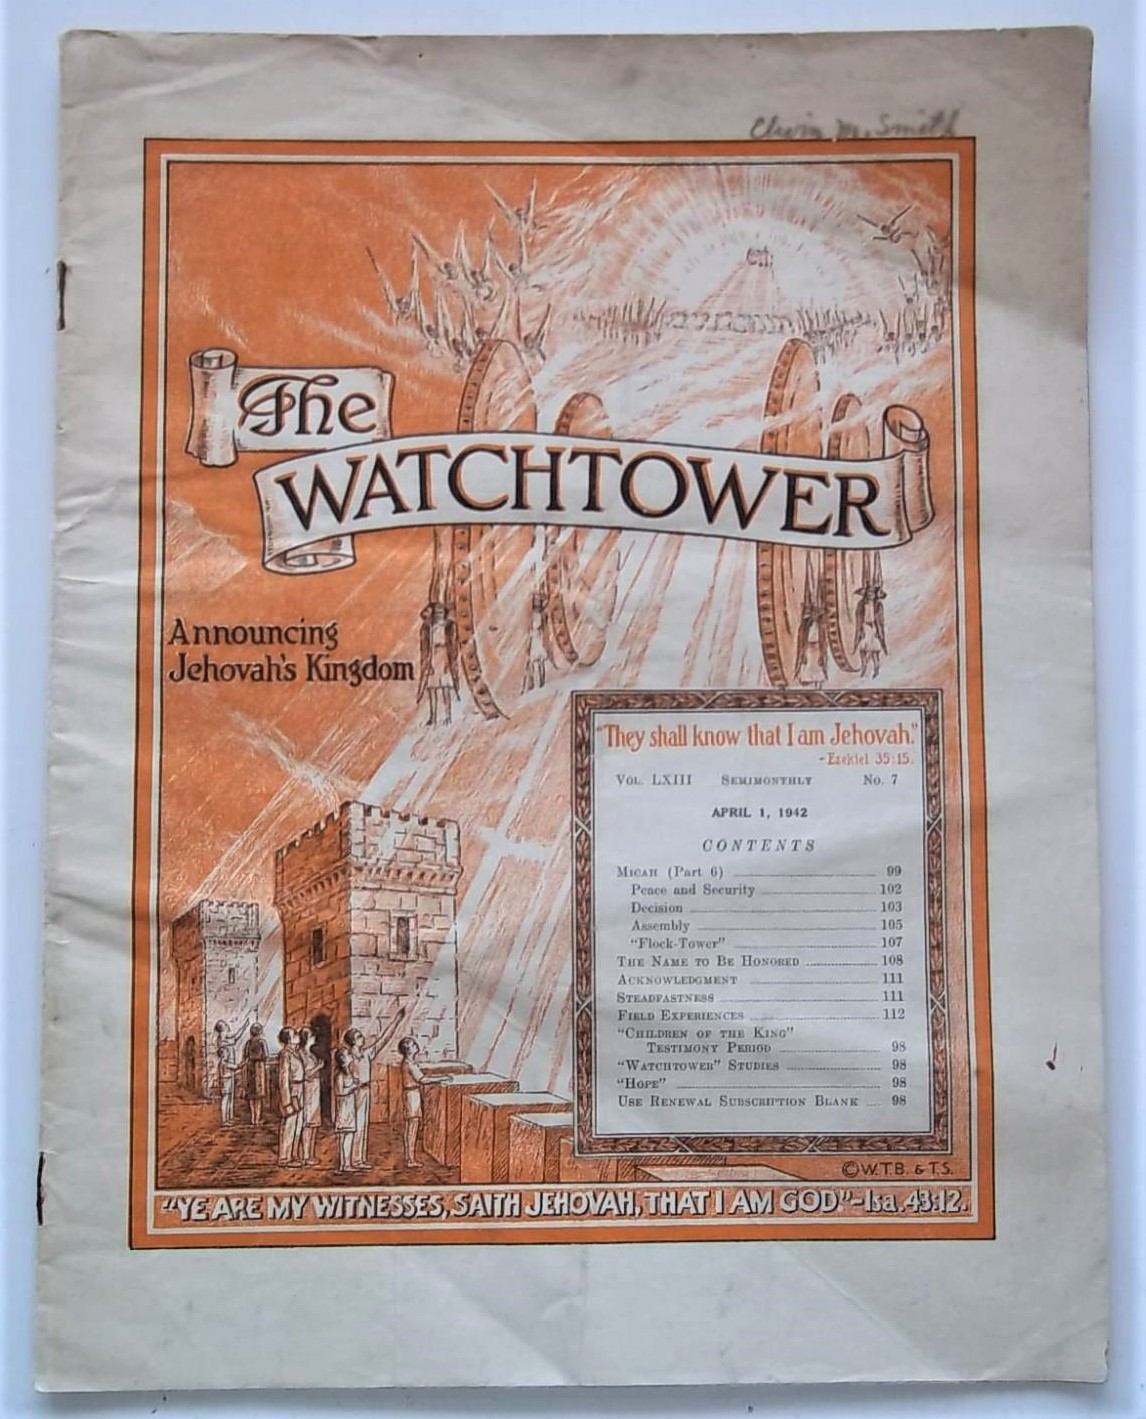 M. Smith
The
WATCHTOWER
Announcing
Jehovah's Kingdom
"They shall know that I am Jehovah."
-Ezekiel 35:15.
VOL. LXIII SEMIMONTHLY No. 7
APRIL 1, 1942
CONTENTS
MICAH (Part 6) 99
Peace and Security 102
Decision 103
Assembly 105
"Flock-Tower" 107
THE NAME TO BE HONORED 108
ACKNOWLEDGMENT 111
STEADFASTNESS 111
FIELD EXPERIENCES 112
"CHILDREN OF THE KING"
TESTIMONY PERIOD 98
"WATCHTOWER" STUDIES 98
"HOPE" 98
USE RENEWAL SUBSCRIPTION BLANK 98
©W.T.B. & T.S.
"YE ARE MY WITNESSES, SAITH JEHOVAH, THAT I AM GOD"-Isa. 43:12.